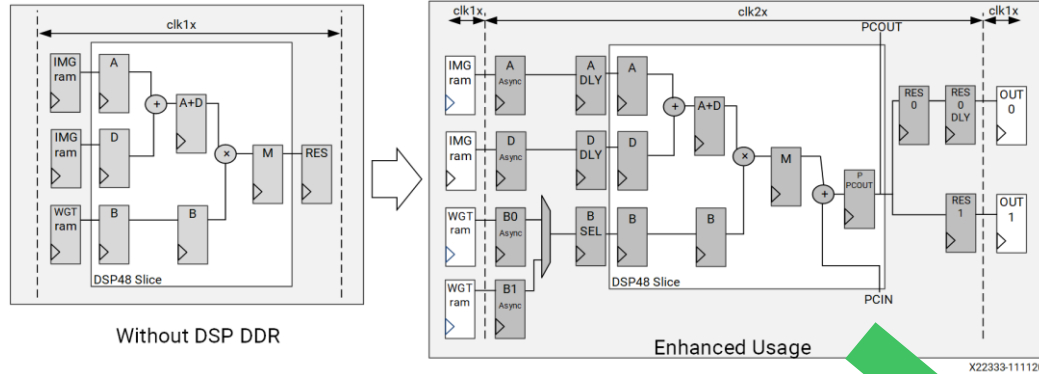 clk1x
IMG
ram
A
+
A+D
IMG
ram
D
×
M
RES
WGT
ram
B
B
DSP48 Slice
Without DSP DDR
clk1x
clk2x
clk1x
PCOUT
IMG
ram
A
Async
A
DLY
A
+
A+D
RES
0
RES
0
DLY
OUT
0
IMG
ram
D
Async
D
DLY
D
×
M
+
P
PCOUT
WGT
ram
B0
Async
B
SEL
B
B
RES
1
OUT
1
WGT
ram
B1
Async
DSP48 Slice
PCIN
Enhanced Usage